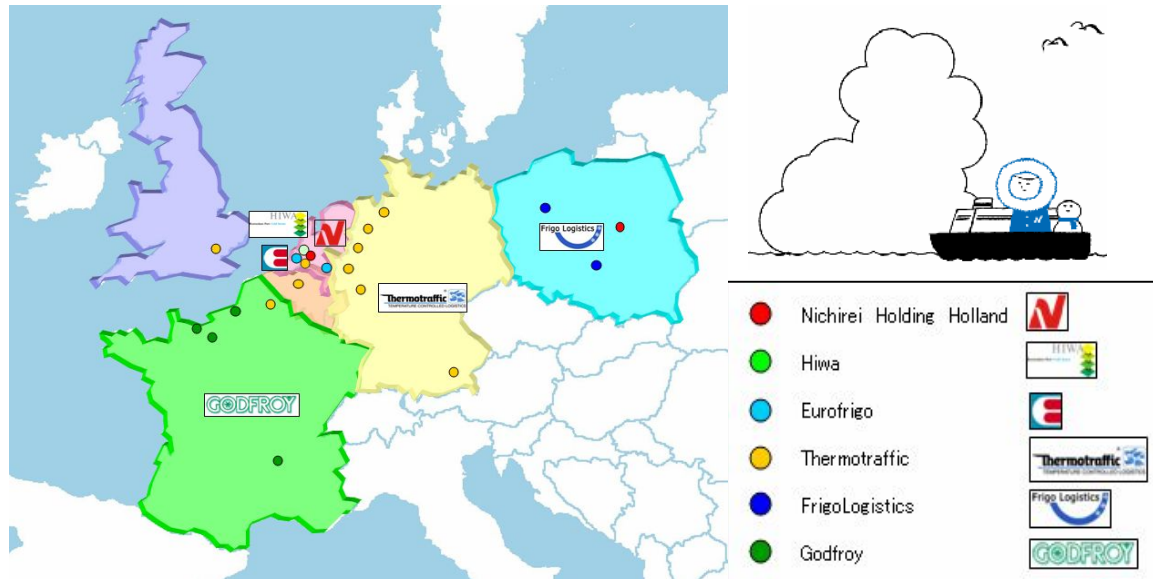 HIWA
N
Frigo Logistics
Thermotraffic
TEMPERATURE CONTROLLED LOGISTICS
GODFROY
N
Nichirei Holding Holland
N
Hiwa
HIWA
Eurofrigo
Thermotraffic
Thermotraffic
TEMPERATURE CONTROLLED LOGISTICS
FrigoLogistics
Frigo Logistics
Godfroy
GODFROY